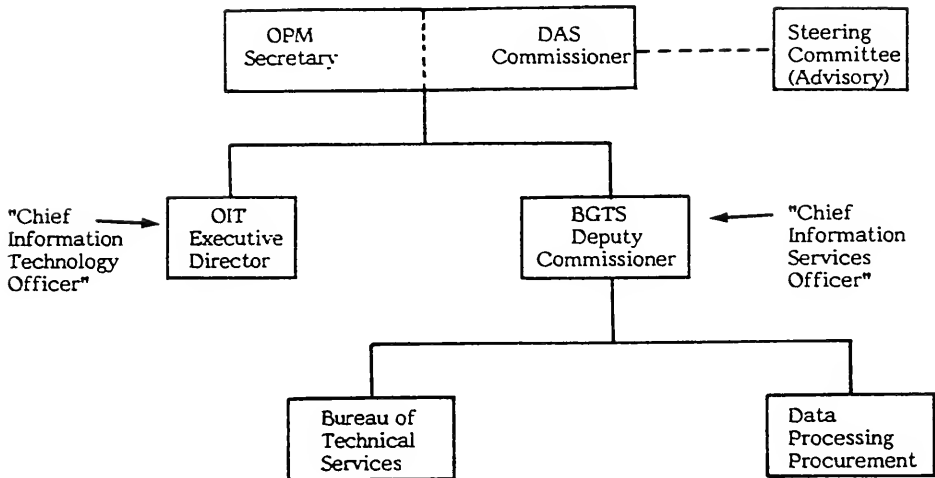 OPM
Secretary
DAS
Commissioner
Steering
Committee
(Advisory)
"Chief
Information
Technology
Officer"
OIT
Executive
Director
BGTS
Deputy
Commissioner
"Chief
Information
Services
Officer"
Bureau of
Technical
Services
Data
Processing
Procurement